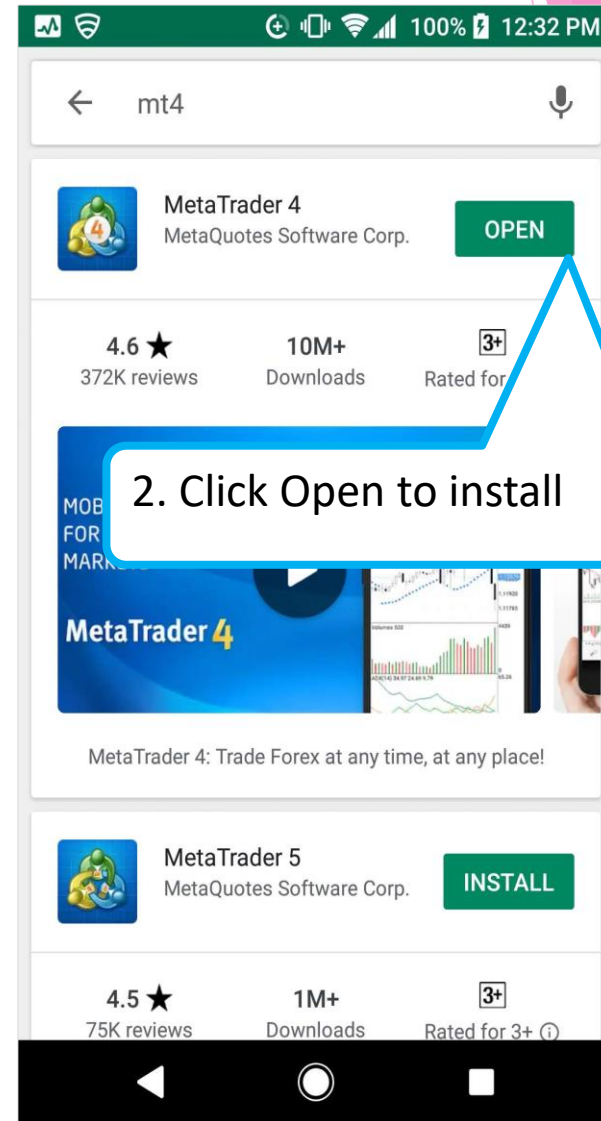 100% 12:32 PM
mt4
MetaTrader 4
MetaQuotes Software Corp.
OPEN
4.6 ★ 10M+ 3+
372K reviews Downloads Rated for
2. Click Open to install
MOB
FOR
MetaTrader 4
MetaTrader 4: Trade Forex at any time, at any place!
MetaTrader 5
MetaQuotes Software Corp.
INSTALL
4.5 ★ 1M+ 3+
75K reviews Downloads Rated for 3+